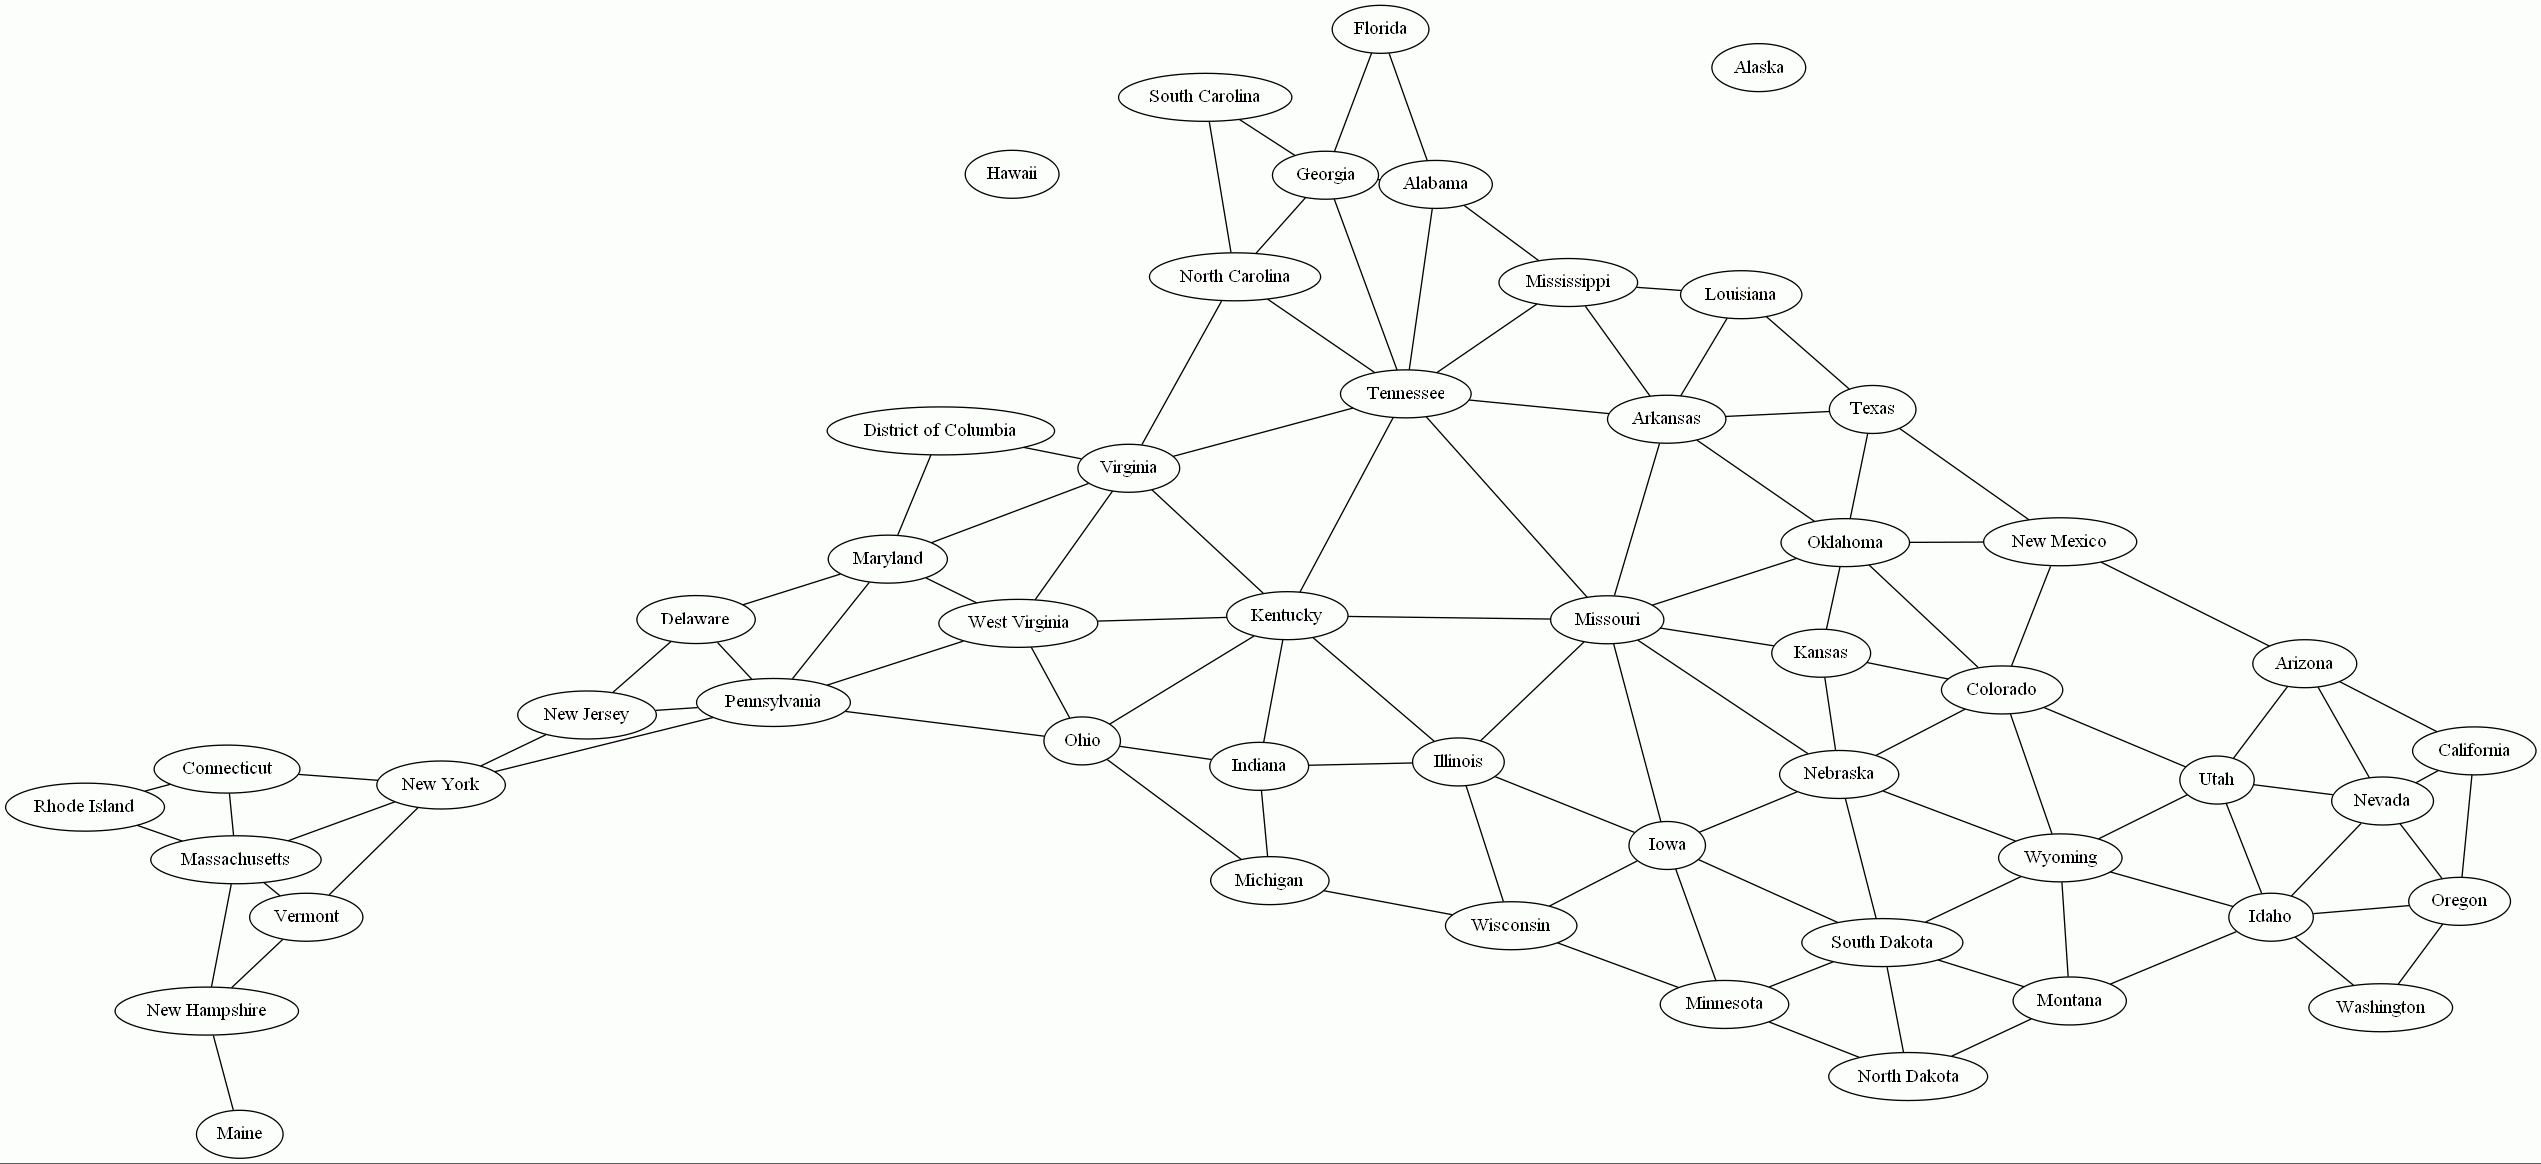 Florida
Alaska
South Carolina
Hawaii
Georgia
Alabama
North Carolina
Mississippi
Louisiana
Tennessee
Arkansas
Texas
District of Columbia
Virginia
Maryland
Oklahoma
New Mexico
Delaware
West Virginia
Kentucky
Missouri
Kansas
Arizona
Colorado
New Jersey
Pennsylvania
Ohio
Indiana
Illinois
Nebraska
Utah
California
Connecticut
New York
Nevada
Rhode Island
Massachusetts
Iowa
Wyoming
Michigan
Vermont
Wisconsin
South Dakota
Idaho
Oregon
New Hampshire
Minnesota
Montana
Washington
North Dakota
Maine